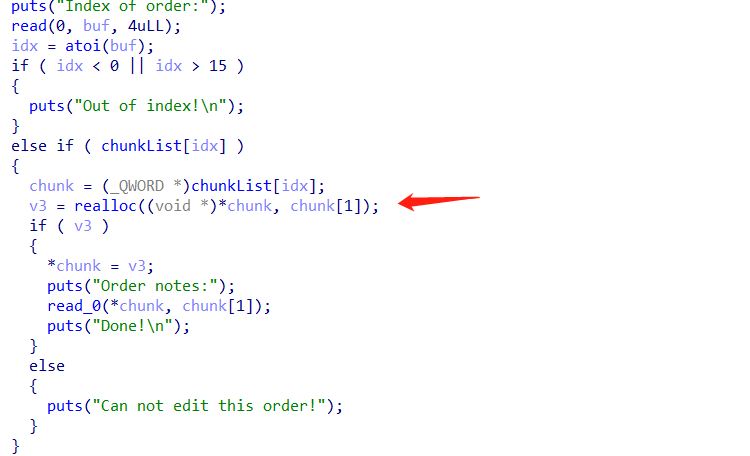 puts("Index of order:");
read(0, buf, 4uLL);
idx = atoi(buf);
if ( idx < 0 || idx > 15 )
{
  puts("Out of index!\n");
}
else if ( chunkList[idx] )
{
  chunk = (_QWORD *)chunkList[idx];
  v3 = realloc((void *)*chunk, chunk[1]);
  if ( v3 )
  {
    *chunk = v3;
    puts("Order notes:");
    read_0(*chunk, chunk[1]);
    puts("Done!\n");
  }
  else
  {
    puts("Can not edit this order!");
  }
}